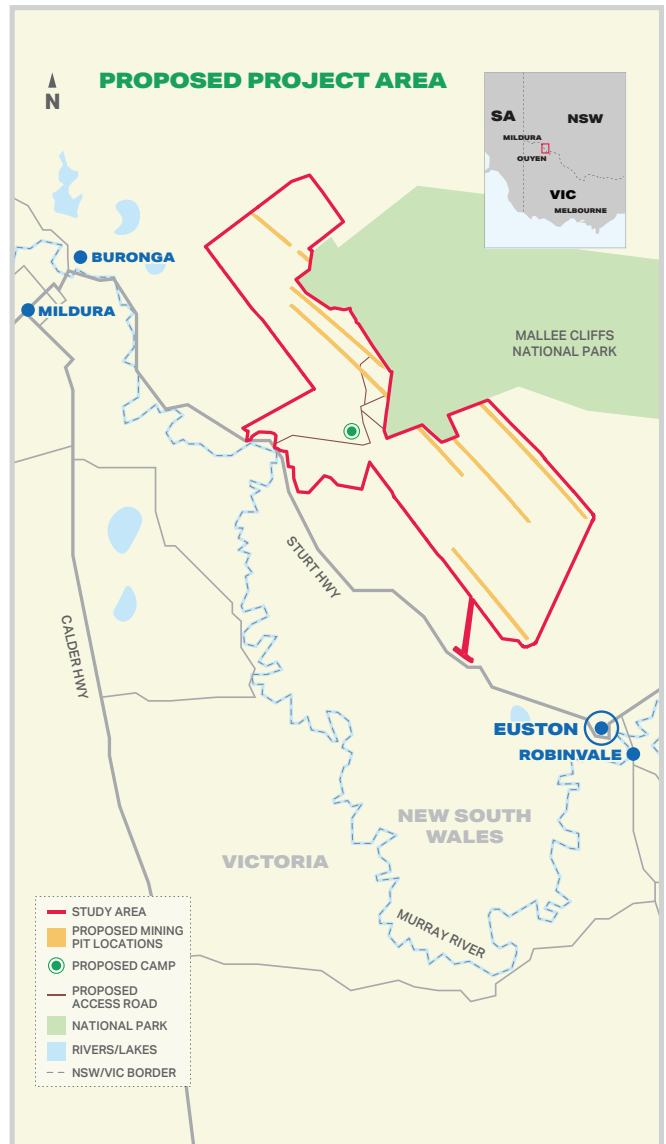 PROPOSED PROJECT AREA
N
SA
NSW
MILDURA
OUYEN
VIC
MELBOURNE
BURONGA
MILDURA
MALLEE CLIFFS
NATIONAL PARK
STURT HWY
CALDER HWY
EUSTON
ROBINVALE
NEW SOUTH
WALES
VICTORIA
MURRAY RIVER
STUDY AREA
PROPOSED MINING
PIT LOCATIONS
PROPOSED CAMP
PROPOSED
ACCESS ROAD
NATIONAL PARK
RIVERS/LAKES
NSW/VIC BORDER